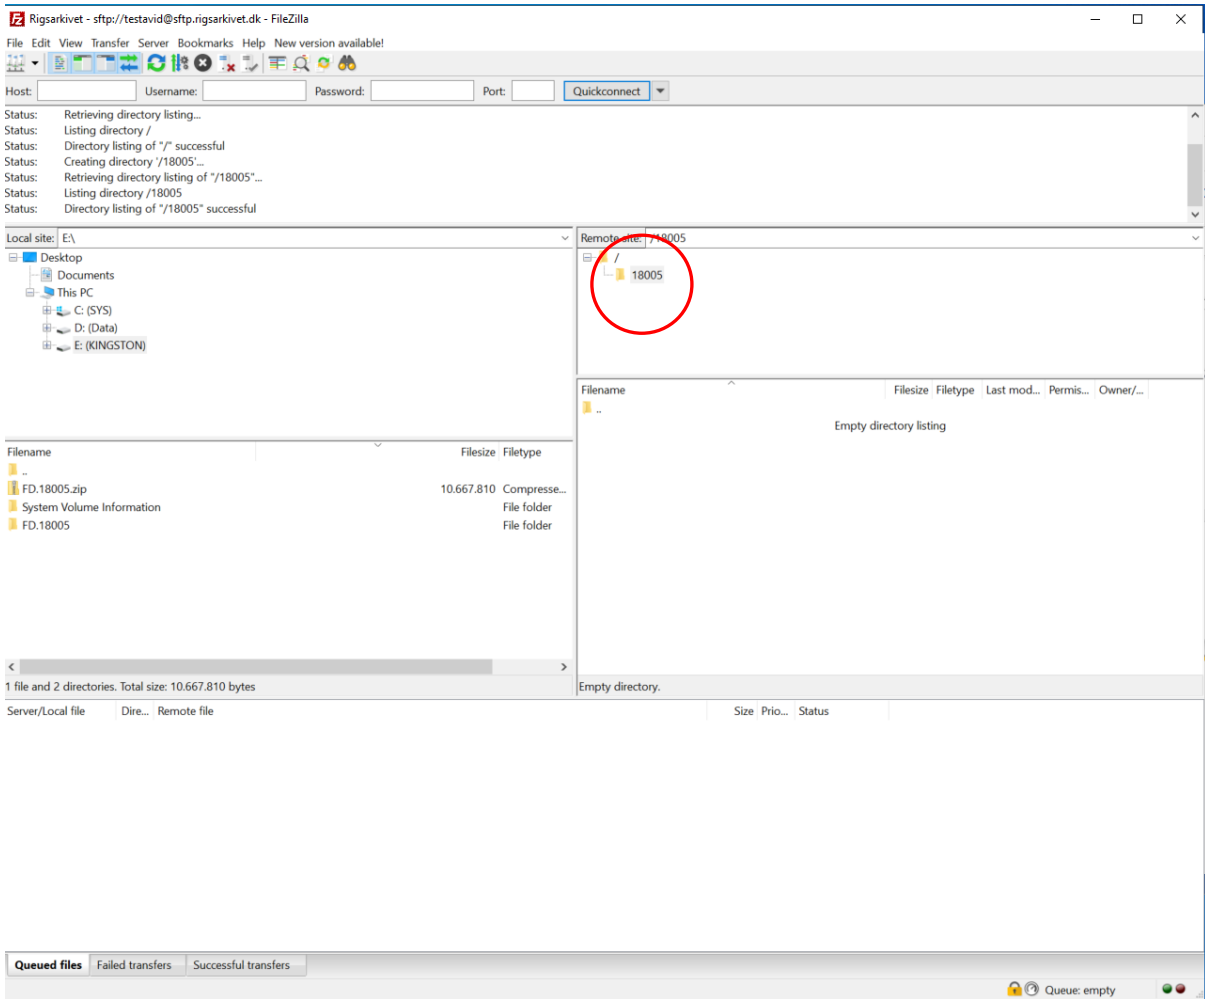 Rigsarkivet - sftp://testavid@sftp.rigsarkivet.dk - FileZilla
File Edit View Transfer Server Bookmarks Help New version available!
Host: Username: Password: Port: Quickconnect
Status: Retrieving directory listing...
Status: Listing directory /
Status: Directory listing of "/" successful
Status: Creating directory '/18005'...
Status: Retrieving directory listing of "/18005"...
Status: Listing directory /18005
Status: Directory listing of "/18005" successful
Local site: E:\
Desktop
Documents
This PC
C: (SYS)
D: (Data)
E: (KINGSTON)
Filename Filesize Filetype
..
FD.18005.zip 10.667.810 Compresse...
System Volume Information File folder
FD.18005 File folder
1 file and 2 directories. Total size: 10.667.810 bytes
Remote site: /18005
/
18005
Filename Filesize Filetype Last mod... Permis... Owner/...
..
Empty directory listing
Empty directory.
Server/Local file Dire... Remote file Size Prio... Status
Queued files Failed transfers Successful transfers
Queue: empty